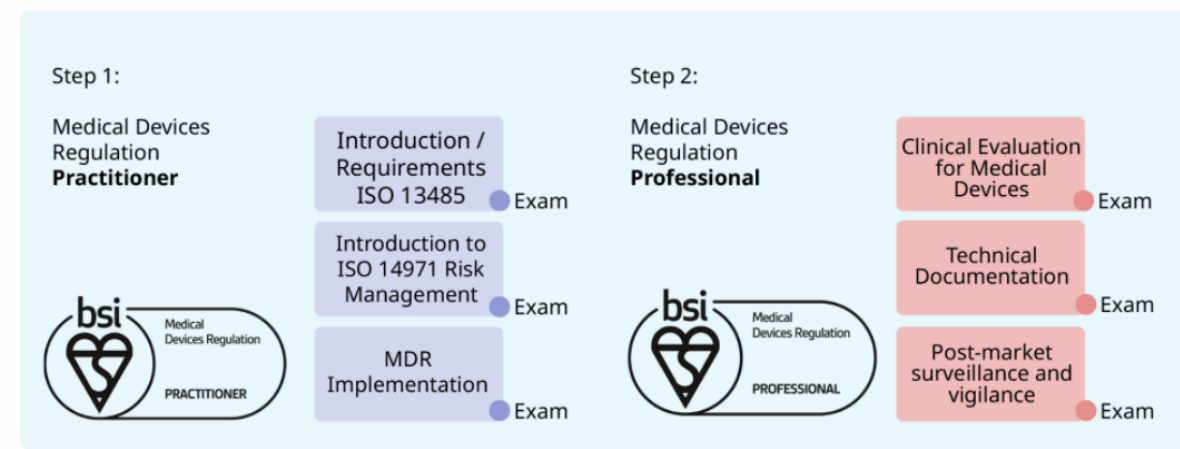 Step 1:
Medical Devices
Regulation
Practitioner
Introduction /
Requirements
ISO 13485
Exam
Introduction to
ISO 14971 Risk
Management
Exam
MDR
Implementation
Exam
bsi
Medical
Devices Regulation
PRACTITIONER
Step 2:
Medical Devices
Regulation
Professional
Clinical Evaluation
for Medical
Devices
Exam
Technical
Documentation
Exam
Post-market
surveillance and
vigilance
Exam
bsi
Medical
Devices Regulation
PROFESSIONAL